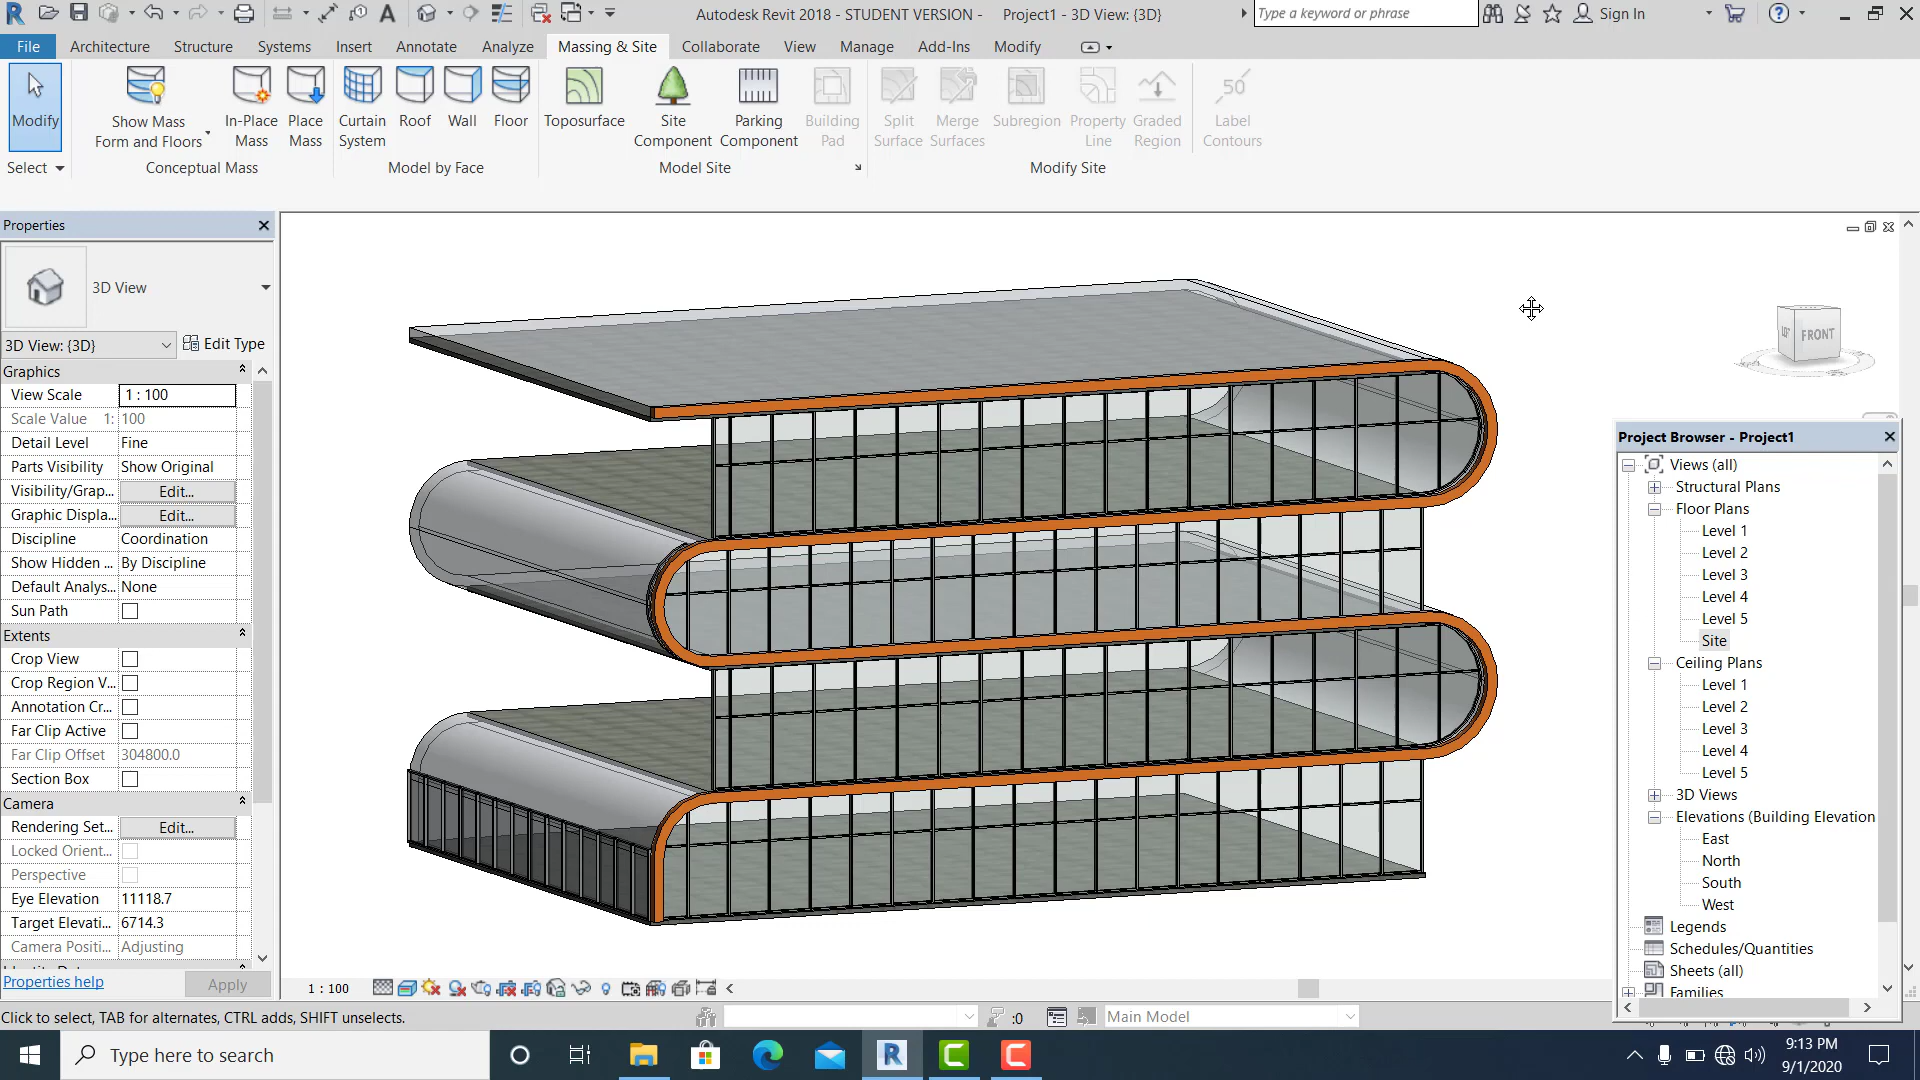 Autodesk Revit 2018 - STUDENT VERSION - Project1 - 3D View: {3D}
Type a keyword or phrase
Sign In
File Architecture Structure Systems Insert Annotate Analyze Massing & Site Collaborate View Manage Add-Ins Modify
Modify
Show Mass
Form and Floors
In-Place
Mass
Place
Mass
Curtain
System
Roof
Wall
Floor
Toposurface
Site
Component
Parking
Component
Building
Pad
Split
Surface
Merge
Surfaces
Subregion
Property
Line
Graded
Region
50
Label
Contours
Select
Conceptual Mass
Model by Face
Model Site
Modify Site
Properties
3D View
3D View: {3D}
Edit Type
Graphics
View Scale 1 : 100
Scale Value 1: 100
Detail Level Fine
Parts Visibility Show Original
Visibility/Grap... Edit...
Graphic Displa... Edit...
Discipline Coordination
Show Hidden ... By Discipline
Default Analys... None
Sun Path
Extents
Crop View
Crop Region V...
Annotation Cr...
Far Clip Active
Far Clip Offset 304800.0
Section Box
Camera
Rendering Set... Edit...
Locked Orient...
Perspective
Eye Elevation 11118.7
Target Elevati... 6714.3
Camera Positi... Adjusting
Properties help
Apply
FRONT
Project Browser - Project1
Views (all)
Structural Plans
Floor Plans
Level 1
Level 2
Level 3
Level 4
Level 5
Site
Ceiling Plans
Level 1
Level 2
Level 3
Level 4
Level 5
3D Views
Elevations (Building Elevation
East
North
South
West
Legends
Schedules/Quantities
Sheets (all)
Families
1 : 100
Click to select, TAB for alternates, CTRL adds, SHIFT unselects.
:0
Main Model
Type here to search
9:13 PM
9/1/2020